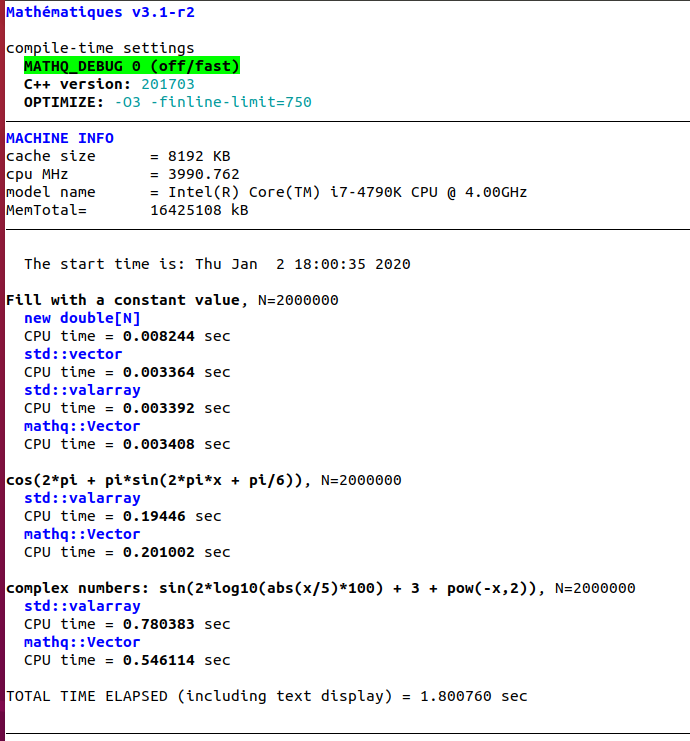 Mathématiques v3.1-r2
compile-time settings
MATHQ_DEBUG 0 (off/fast)
C++ version: 201703
OPTIMIZE: -O3 -finline-limit=750
MACHINE INFO
cache size      = 8192 KB
cpu MHz         = 3990.762
model name      = Intel(R) Core(TM) i7-4790K CPU @ 4.00GHz
MemTotal=       16425108 kB
The start time is: Thu Jan  2 18:00:35 2020
Fill with a constant value, N=2000000
new double[N]
CPU time = 0.008244 sec
std::vector
CPU time = 0.003364 sec
std::valarray
CPU time = 0.003392 sec
mathq::Vector
CPU time = 0.003408 sec
cos(2*pi + pi*sin(2*pi*x + pi/6)), N=2000000
std::valarray
CPU time = 0.19446 sec
mathq::Vector
CPU time = 0.201002 sec
complex numbers: sin(2*log10(abs(x/5)*100) + 3 + pow(-x,2)), N=2000000
std::valarray
CPU time = 0.780383 sec
mathq::Vector
CPU time = 0.546114 sec
TOTAL TIME ELAPSED (including text display) = 1.800760 sec